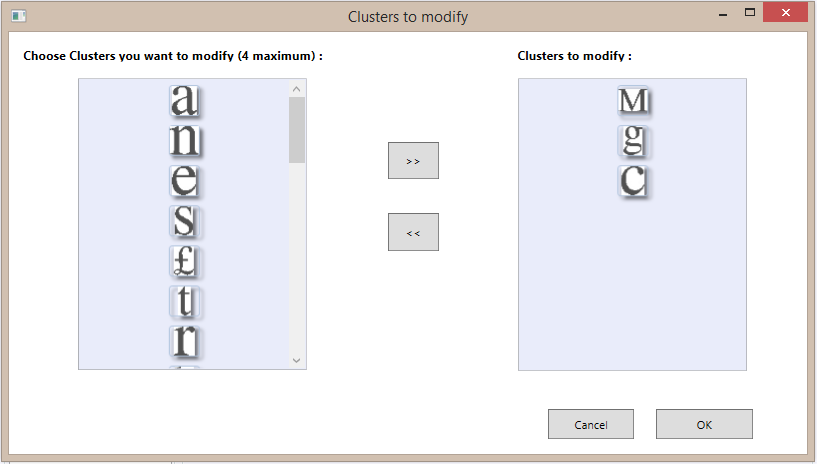 Clusters to modify
Choose Clusters you want to modify (4 maximum) :
a
n
e
s
£
t
r
>>
<<
Clusters to modify :
M
g
c
Cancel
OK